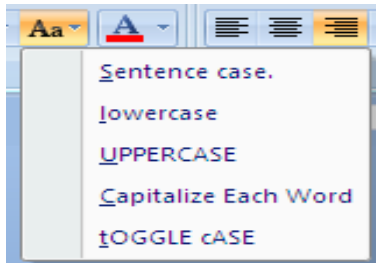 Aa A
Sentence case.
lowercase
UPPERCASE
Capitalize Each Word
tOGGLE cASE